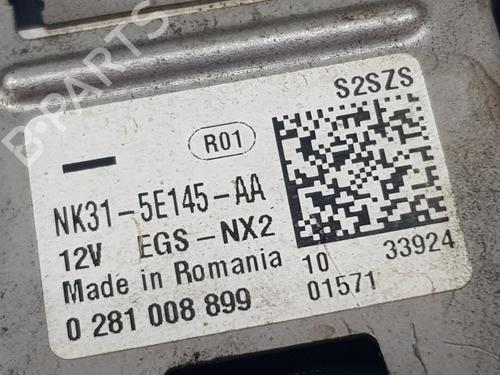 S2SZS
R01
NK31-5E145-AA
12V EGS-NX2
Made in Romania
0 281 008 899
10 33924
01571
B-PARTS